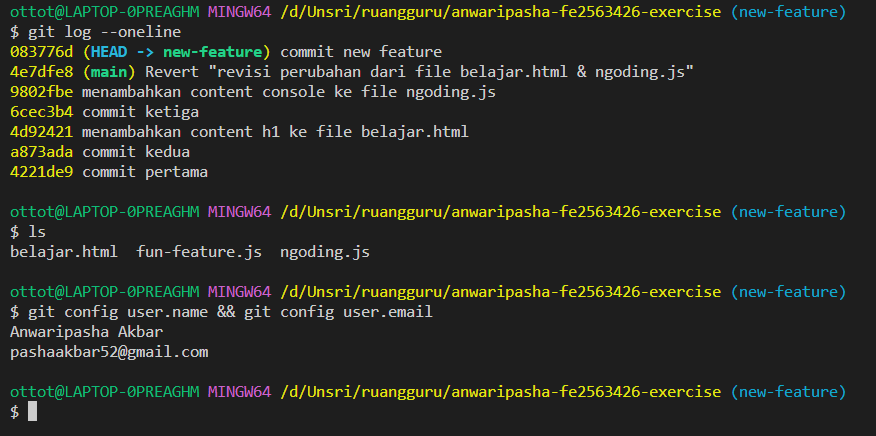 ottot@LAPTOP-0PREAGHM MINGW64 /d/Unsri/ruangguru/anwaripasha-fe2563426-exercise (new-feature)
$ git log --oneline
083776d (HEAD -> new-feature) commit new feature
4e7dfe8 (main) Revert "revisi perubahan dari file belajar.html & ngoding.js"
9802fbe menambahkan content console ke file ngoding.js
6cec3b4 commit ketiga
4d92421 menambahkan content h1 ke file belajar.html
a873ada commit kedua
4221de9 commit pertama
ottot@LAPTOP-0PREAGHM MINGW64 /d/Unsri/ruangguru/anwaripasha-fe2563426-exercise (new-feature)
$ ls
belajar.html  fun-feature.js  ngoding.js
ottot@LAPTOP-0PREAGHM MINGW64 /d/Unsri/ruangguru/anwaripasha-fe2563426-exercise (new-feature)
$ git config user.name && git config user.email
Anwaripasha Akbar
pashaakbar52@gmail.com
ottot@LAPTOP-0PREAGHM MINGW64 /d/Unsri/ruangguru/anwaripasha-fe2563426-exercise (new-feature)
$